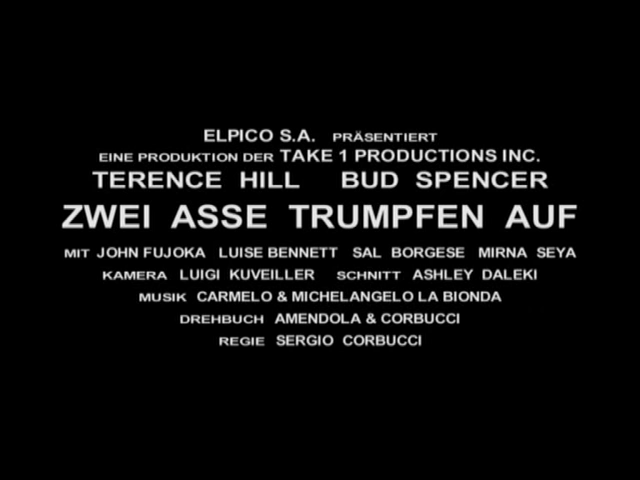 ELPICO S.A. PRÄSENTIERT
EINE PRODUKTION DER TAKE 1 PRODUCTIONS INC.
TERENCE HILL BUD SPENCER
ZWEI ASSE TRUMPFEN AUF
MIT JOHN FUJOKA LUISE BENNETT SAL BORGESE MIRNA SEYA
KAMERA LUIGI KUVEILLER SCHNITT ASHLEY DALEKI
MUSIK CARMELO & MICHELANGELO LA BIONDA
DREHBUCH AMENDOLA & CORBUCCI
REGIE SERGIO CORBUCCI